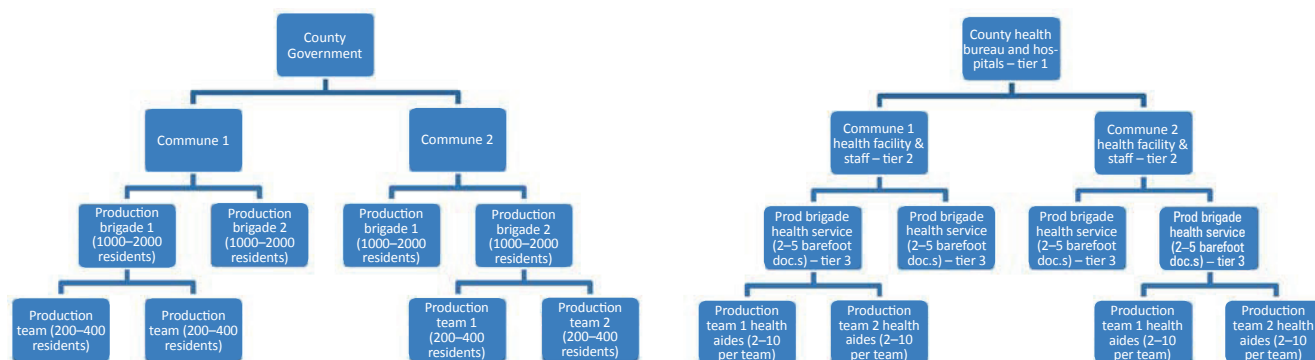 County
Government
Commune 1
Commune 2
Production
brigade 1
(1000–2000
residents)
Production
brigade 2
(1000–2000
residents)
Production
brigade 1
(1000–2000
residents)
Production
brigade 2
(1000–2000
residents)
Production
team (200–400
residents)
Production
team (200–400
residents)
Production
team 1
(200–400
residents)
Production
team 2
(200–400
residents)
County health
bureau and hos-
pitals – tier 1
Commune 1
health facility &
staff – tier 2
Commune 2
health facility &
staff – tier 2
Prod brigade
health service
(2–5 barefoot
doc.s) – tier 3
Prod brigade
health service
(2–5 barefoot
doc.s) – tier 3
Prod brigade
health service
(2–5 barefoot
doc.s) – tier 3
Prod brigade
health service
(2–5 barefoot
doc.s) – tier 3
Production
team 1 health
aides (2–10
per team)
Production
team 2 health
aides (2–10
per team)
Production
team 1 health
aides (2–10
per team)
Production
team 2 health
aides (2–10
per team)